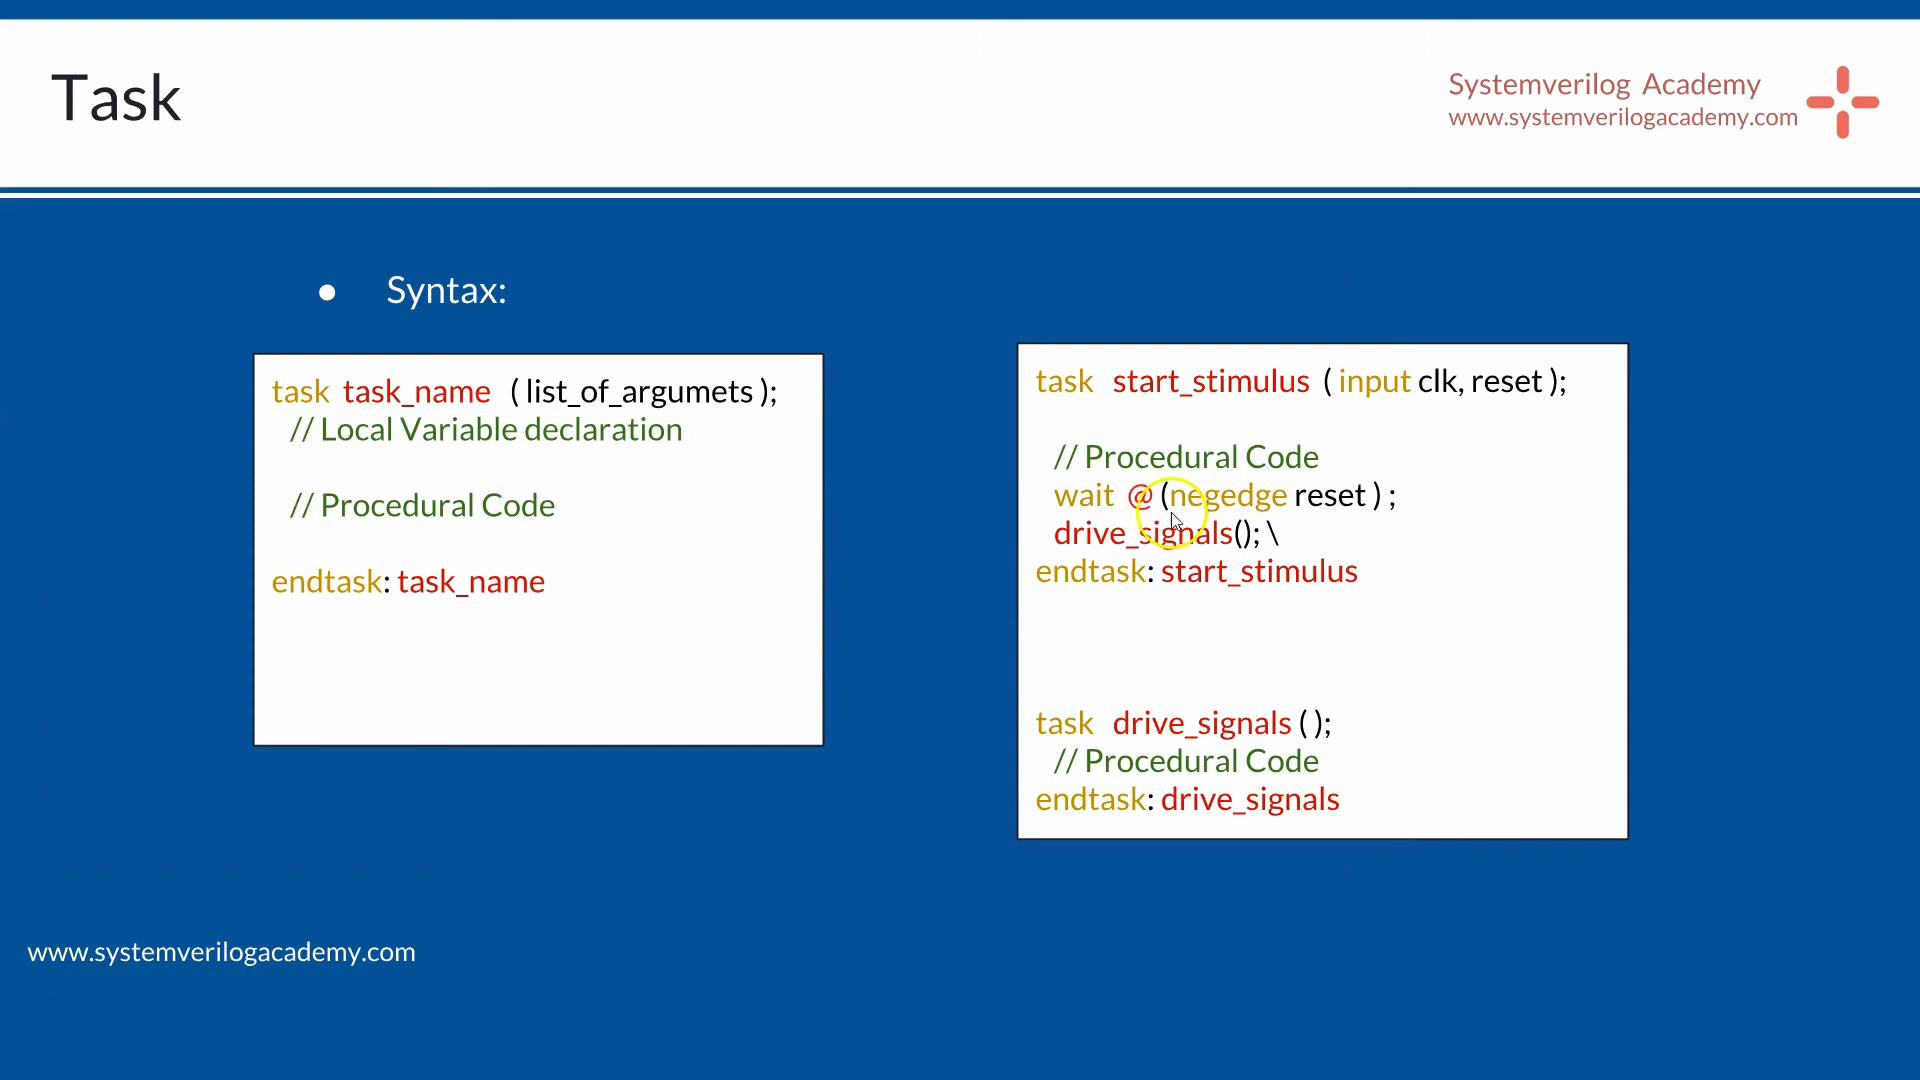 Task
Systemverilog Academy
www.systemverilogacademy.com
● Syntax:
task task_name ( list_of_argumets );
// Local Variable declaration
// Procedural Code
endtask: task_name
task start_stimulus ( input clk, reset );
// Procedural Code
wait @ (negedge reset ) ;
drive_signals(); \
endtask: start_stimulus
task drive_signals ( );
// Procedural Code
endtask: drive_signals
www.systemverilogacademy.com